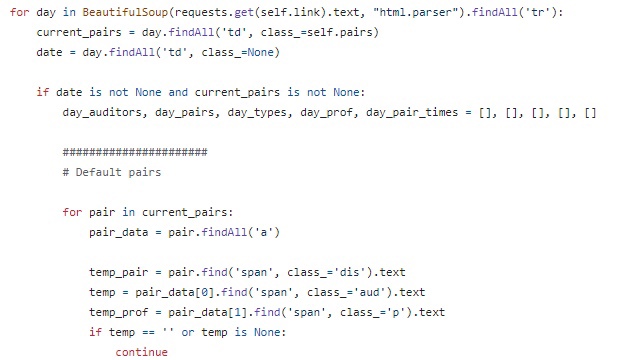 for day in BeautifulSoup(requests.get(self.link).text, "html.parser").findAll('tr'):
    current_pairs = day.findAll('td', class_=self.pairs)
    date = day.findAll('td', class_=None)

    if date is not None and current_pairs is not None:
        day_auditors, day_pairs, day_types, day_prof, day_pair_times = [], [], [], [], []

        ######################
        # Default pairs

        for pair in current_pairs:
            pair_data = pair.findAll('a')

            temp_pair = pair.find('span', class_='dis').text
            temp = pair_data[0].find('span', class_='aud').text
            temp_prof = pair_data[1].find('span', class_='p').text
            if temp == '' or temp is None:
                continue